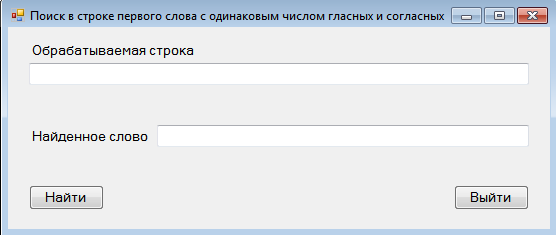 Поиск в строке первого слова с одинаковым числом гласных и согласных
Обрабатываемая строка
Найденное слово
Найти Выйти